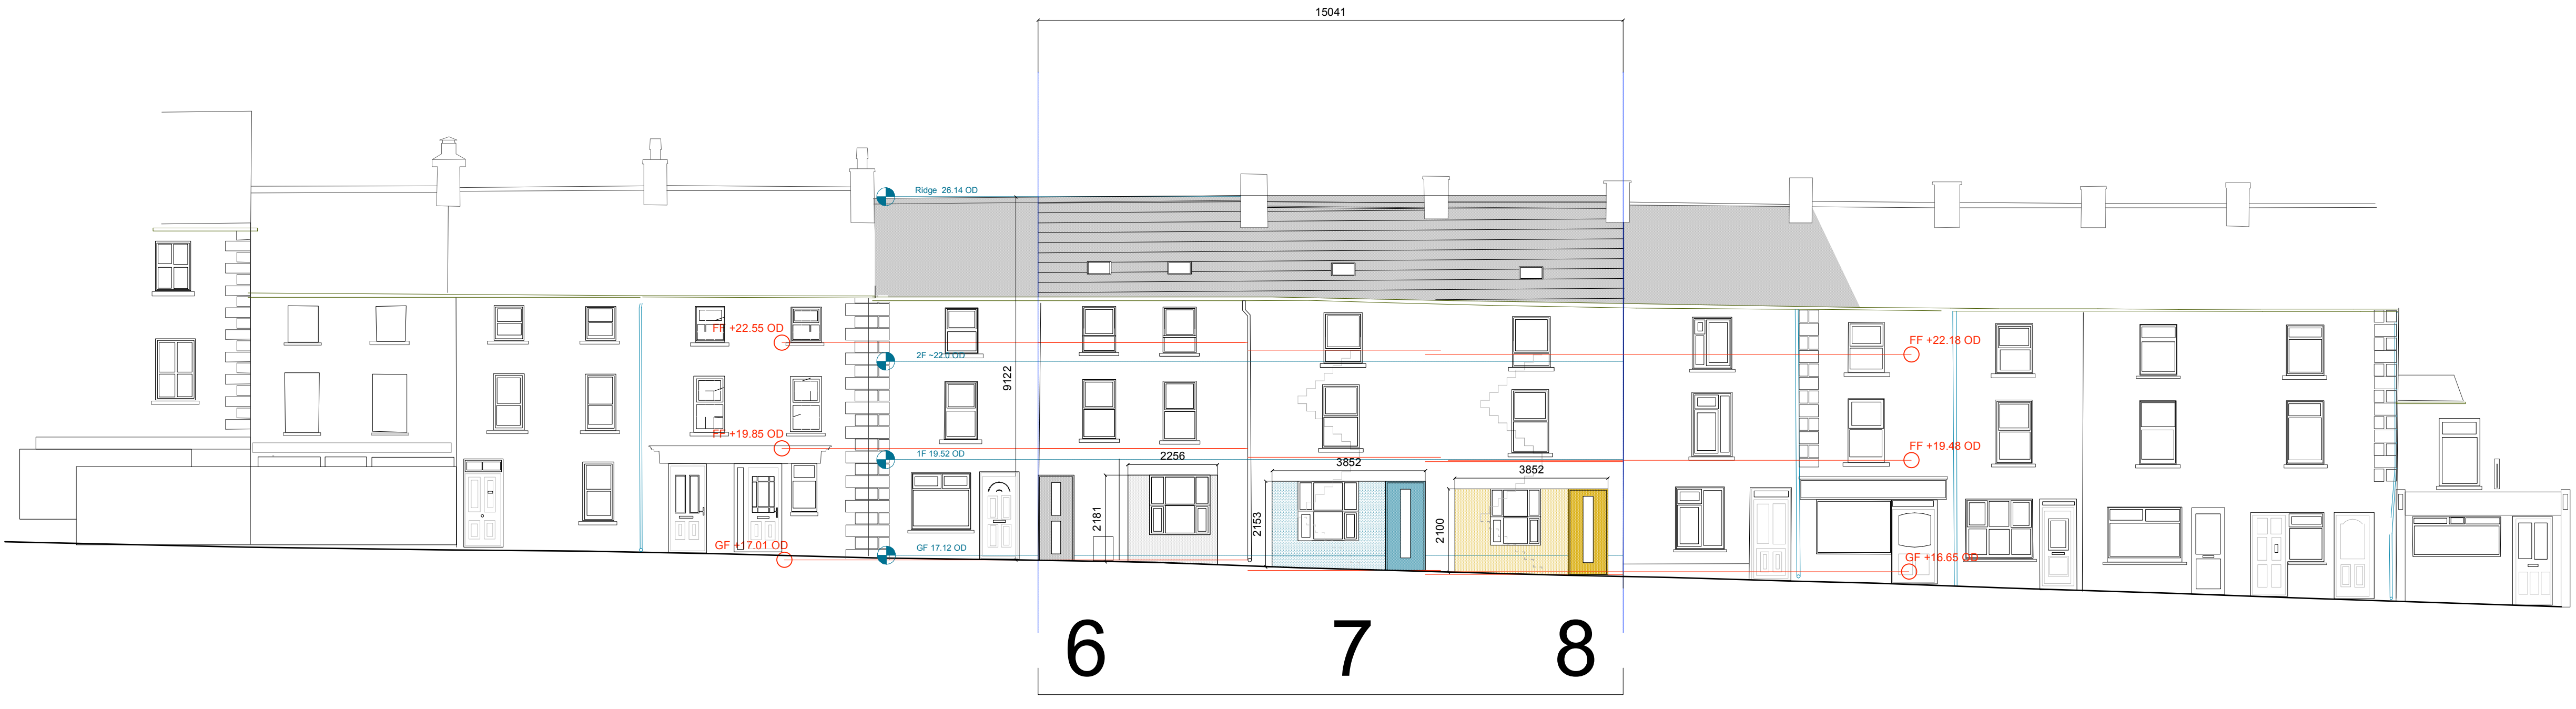 15041
Ridge 26.14 OD
FF +22.55 OD
FF +22.18 OD
2F ~22.0 OD
9122
FF +19.85 OD
FF +19.48 OD
1F 19.52 OD
2256
3852
3852
2181
2153
2100
GF +17.01 OD
GF 17.12 OD
GF +16.65 OD
6
7
8